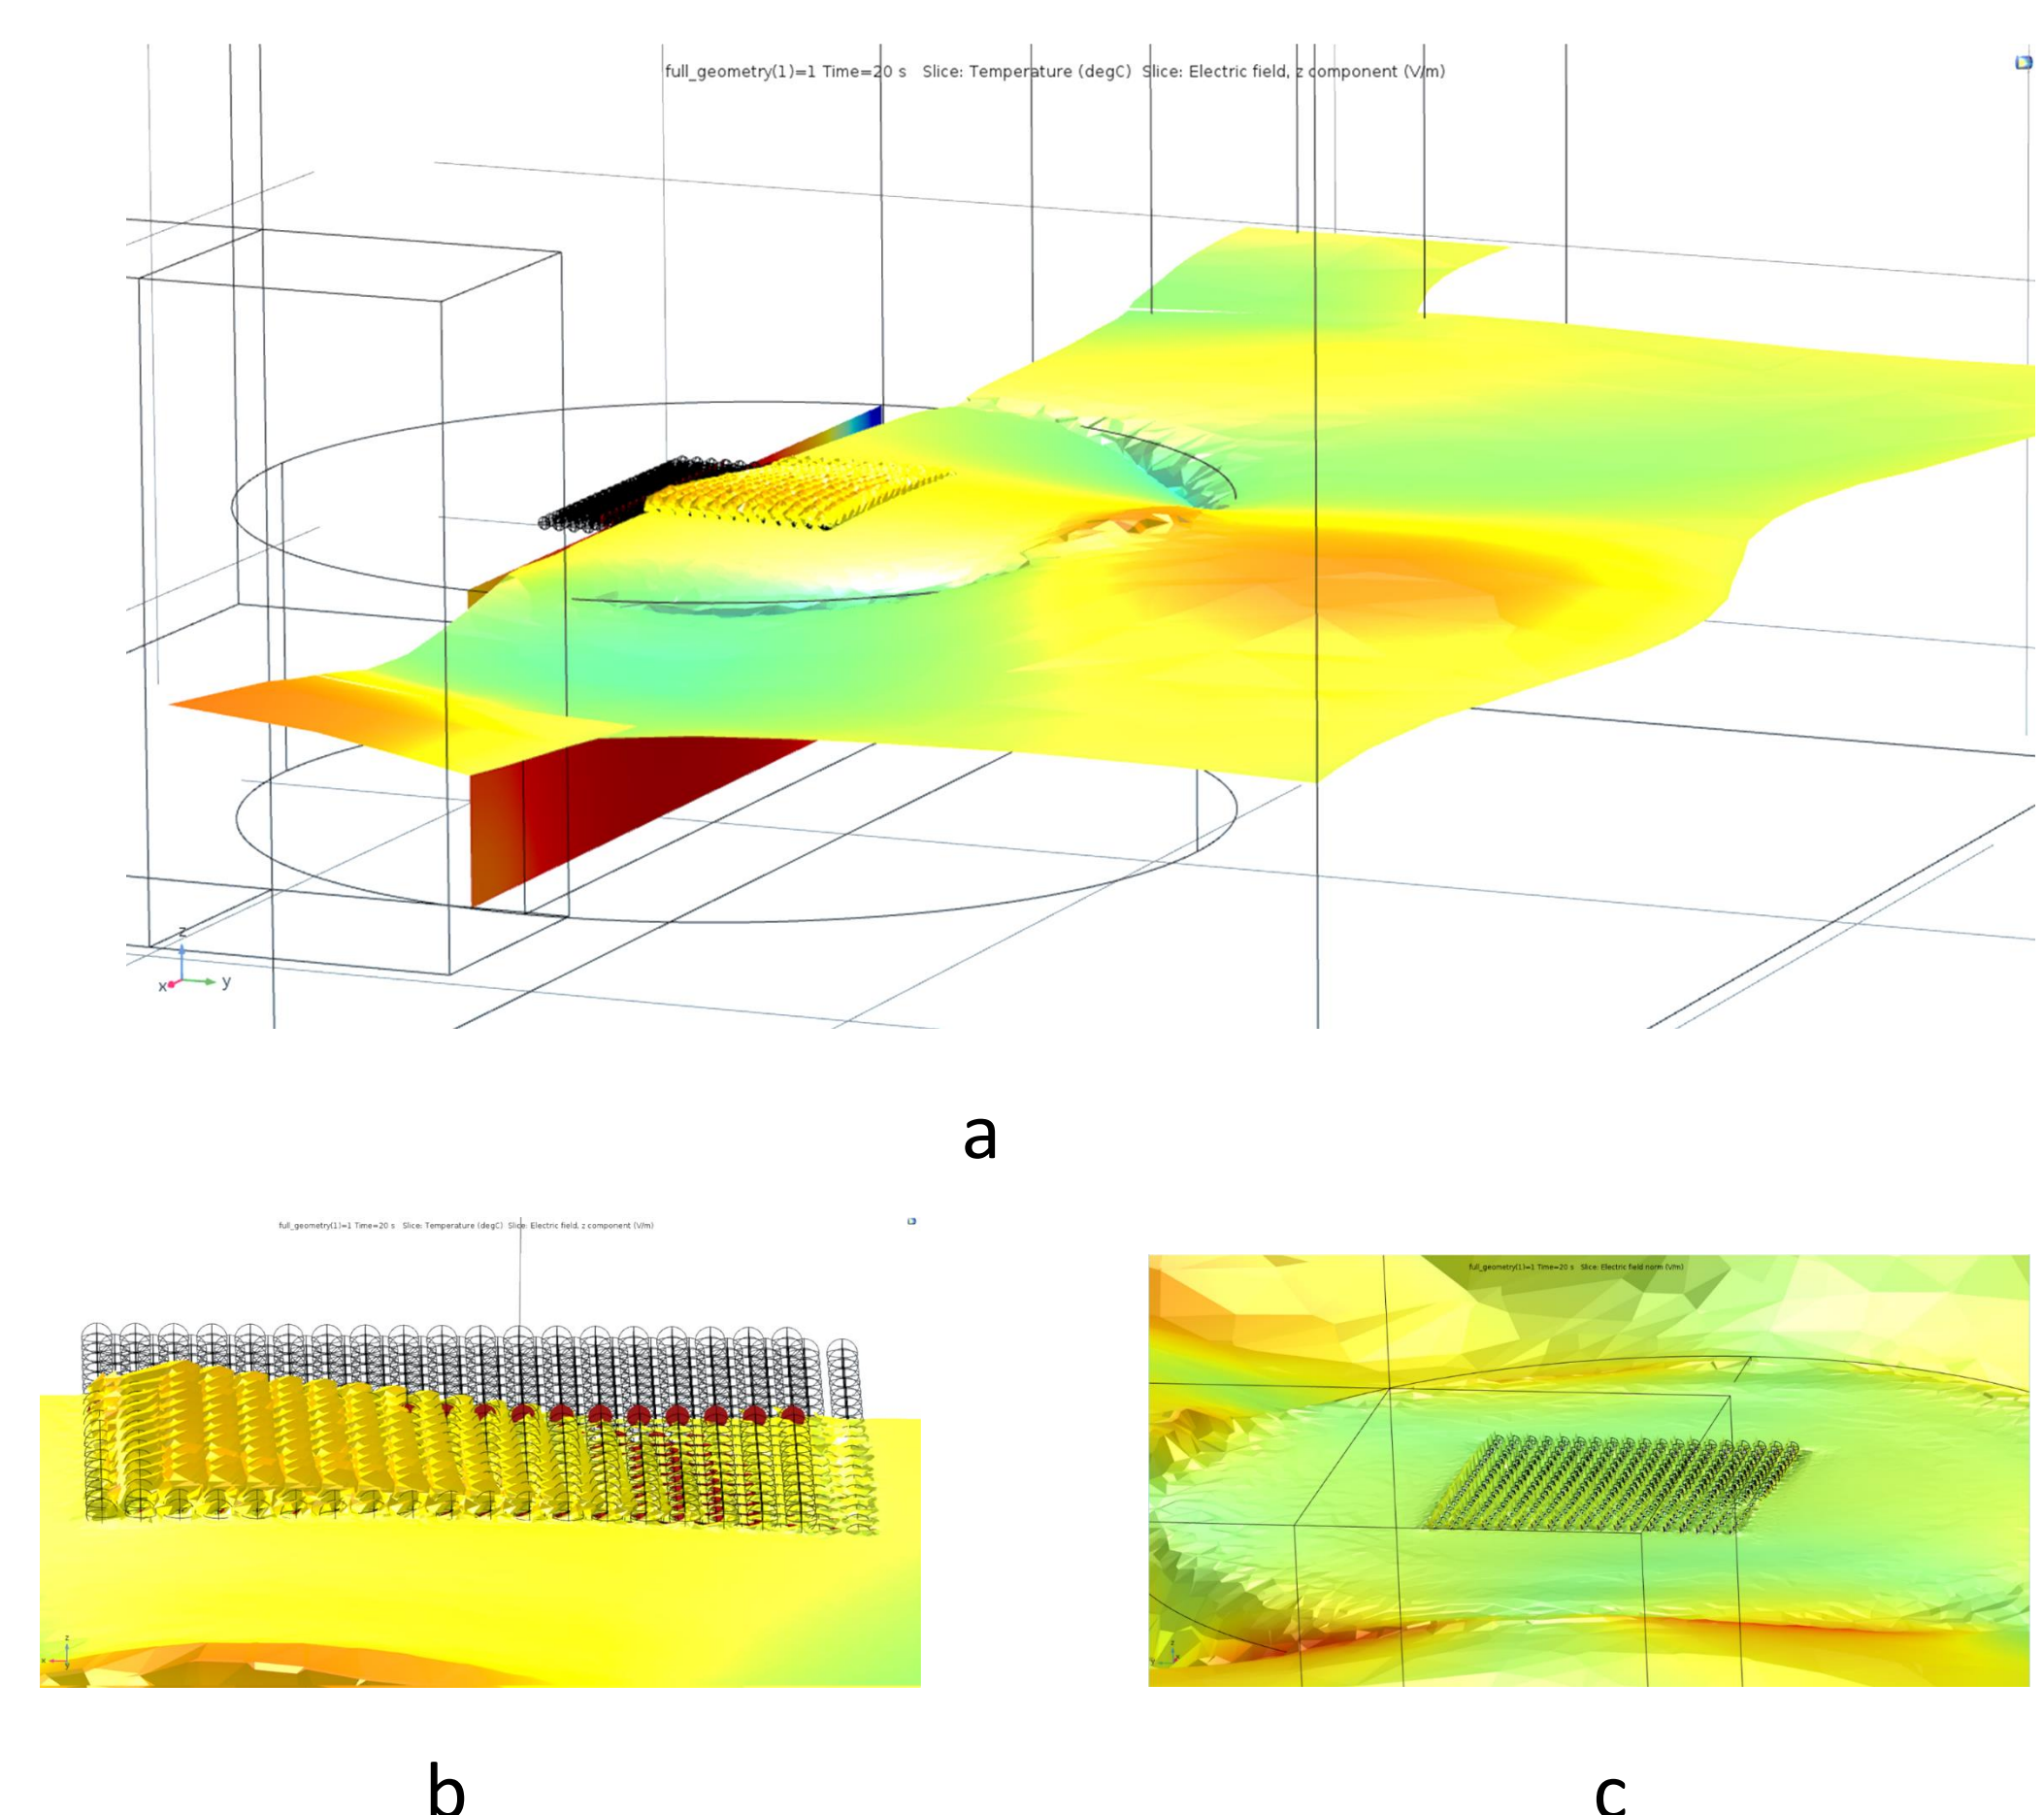 full_geometry(1)=1 Time=20 s Slice: Temperature (degC) Slice: Electric field, z component (V/m)
z
x
y
a
full_geometry(1)=1 Time=20 s Slice: Temperature (degC) Slice: Electric field, z component (V/m)
full_geometry(1)=1 Time=20 s Slice: Electric field norm (V/m)
z
x
y
z
b
c